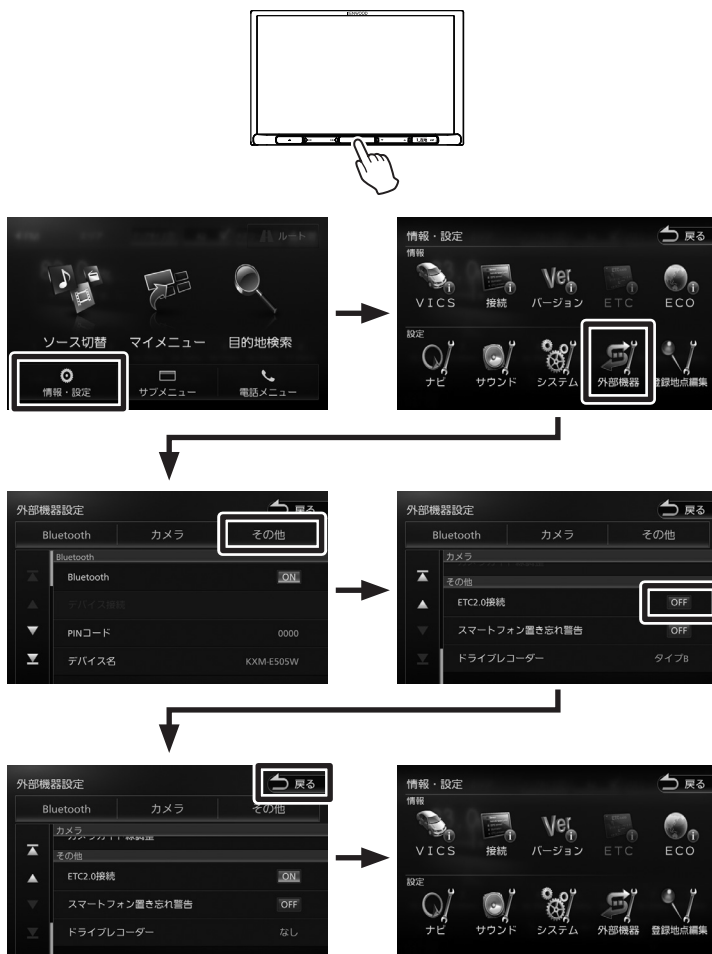 KENWOOD
ルート
ソース切替 マイメニュー 目的地検索
情報・設定 サブメニュー 電話メニュー
情報・設定 戻る
情報
VICS 接続 バージョン ETC ECO
Ver
設定
ナビ サウンド システム 外部機器 登録地点編集
外部機器設定 戻る
Bluetooth カメラ その他
Bluetooth
Bluetooth ON
デバイス接続
PINコード 0000
デバイス名 KXM-E505W
外部機器設定 戻る
Bluetooth カメラ その他
カメラ
その他
ETC2.0接続 OFF
スマートフォン置き忘れ警告 OFF
ドライブレコーダー タイプB
外部機器設定 戻る
Bluetooth カメラ その他
カメラ
その他
ETC2.0接続 ON
スマートフォン置き忘れ警告 OFF
ドライブレコーダー なし
情報・設定 戻る
情報
Ver
VICS 接続 バージョン ETC ECO
設定
ナビ サウンド システム 外部機器 登録地点編集